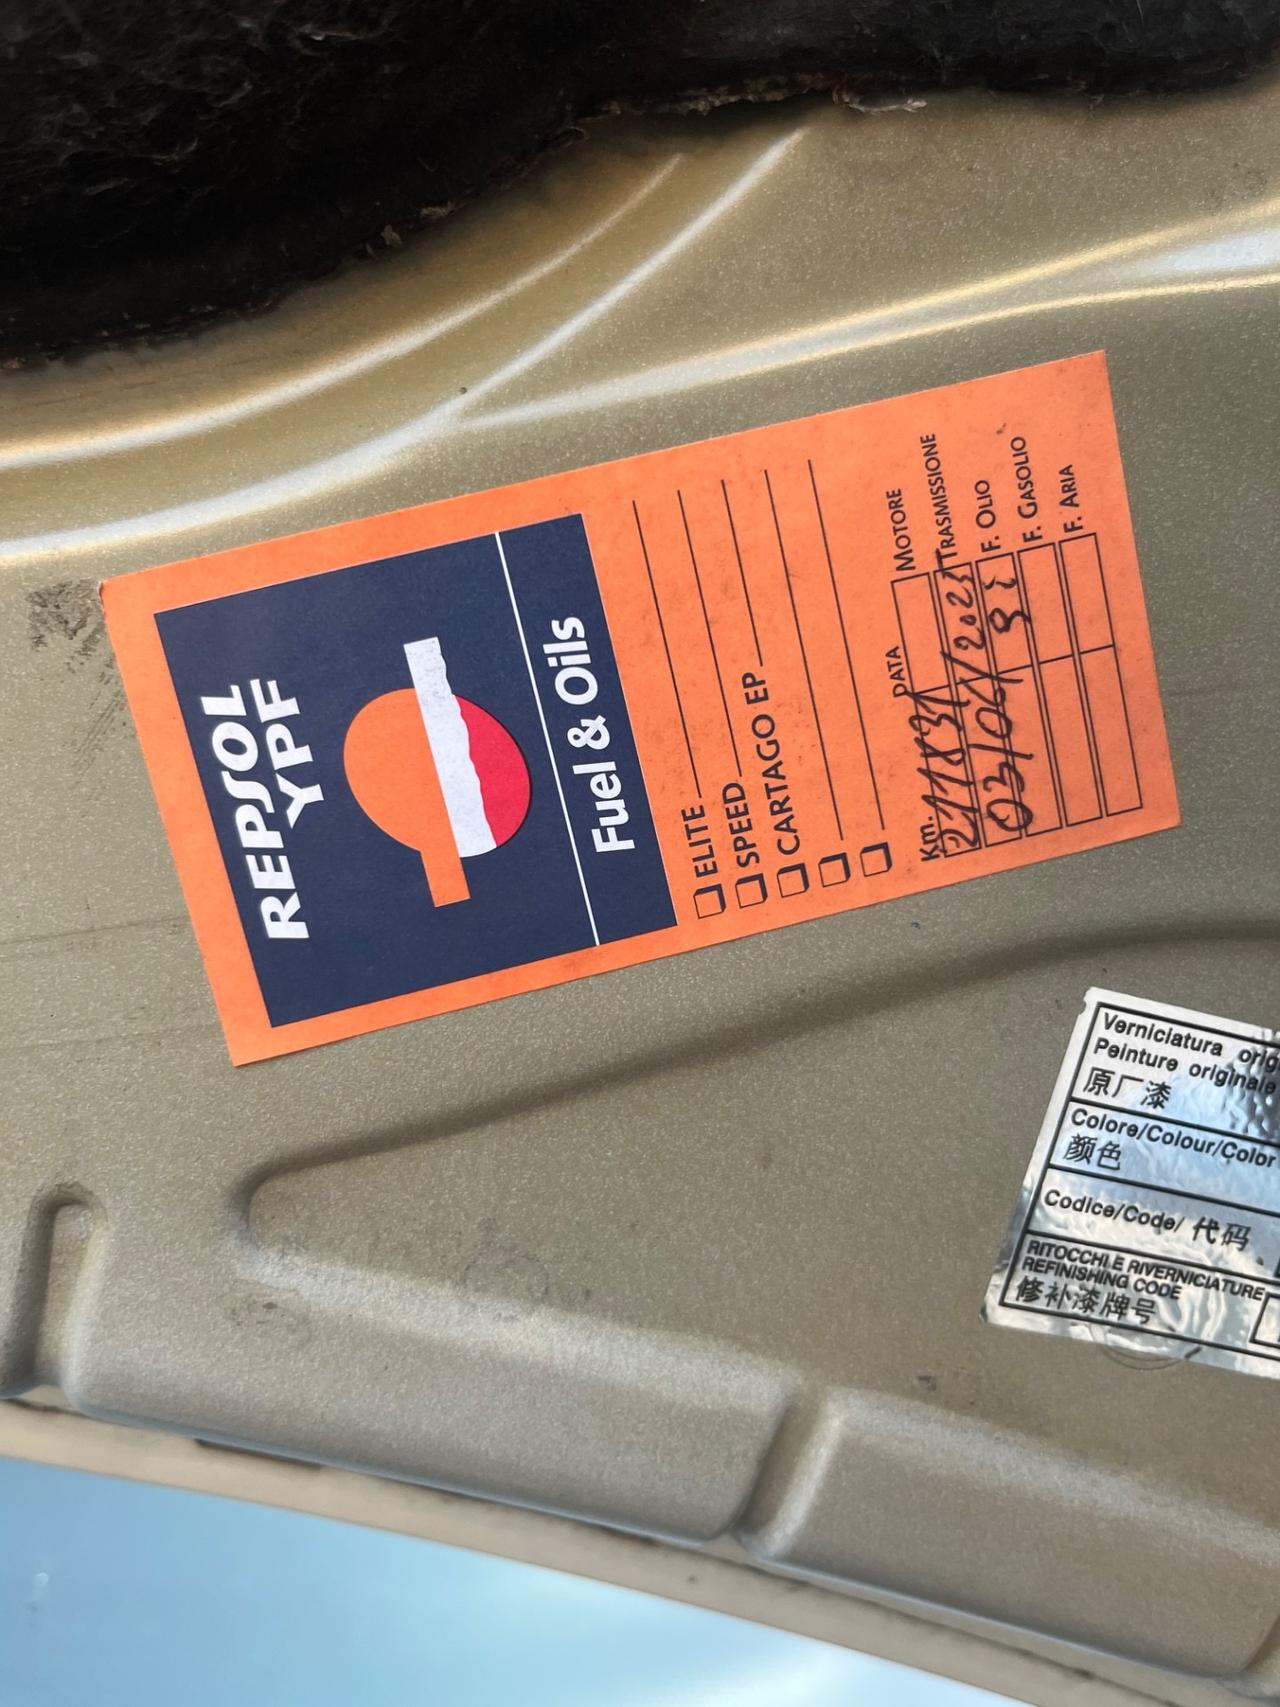 REPSOL
YPF
Fuel & Oils
ELITE
SPEED
CARTAGO EP
Km. DATA
MOTORE
TRASMISSIONE
F. OLIO
F. GASOLIO
F. ARIA
03/04/
Verniciatura
Peinture originale
原厂漆
Colore/Colour/Color
颜色
Codice/Code/ 代码
RITOCCHI E RIVERNICIATURE
REFINISHING CODE
修补漆牌号